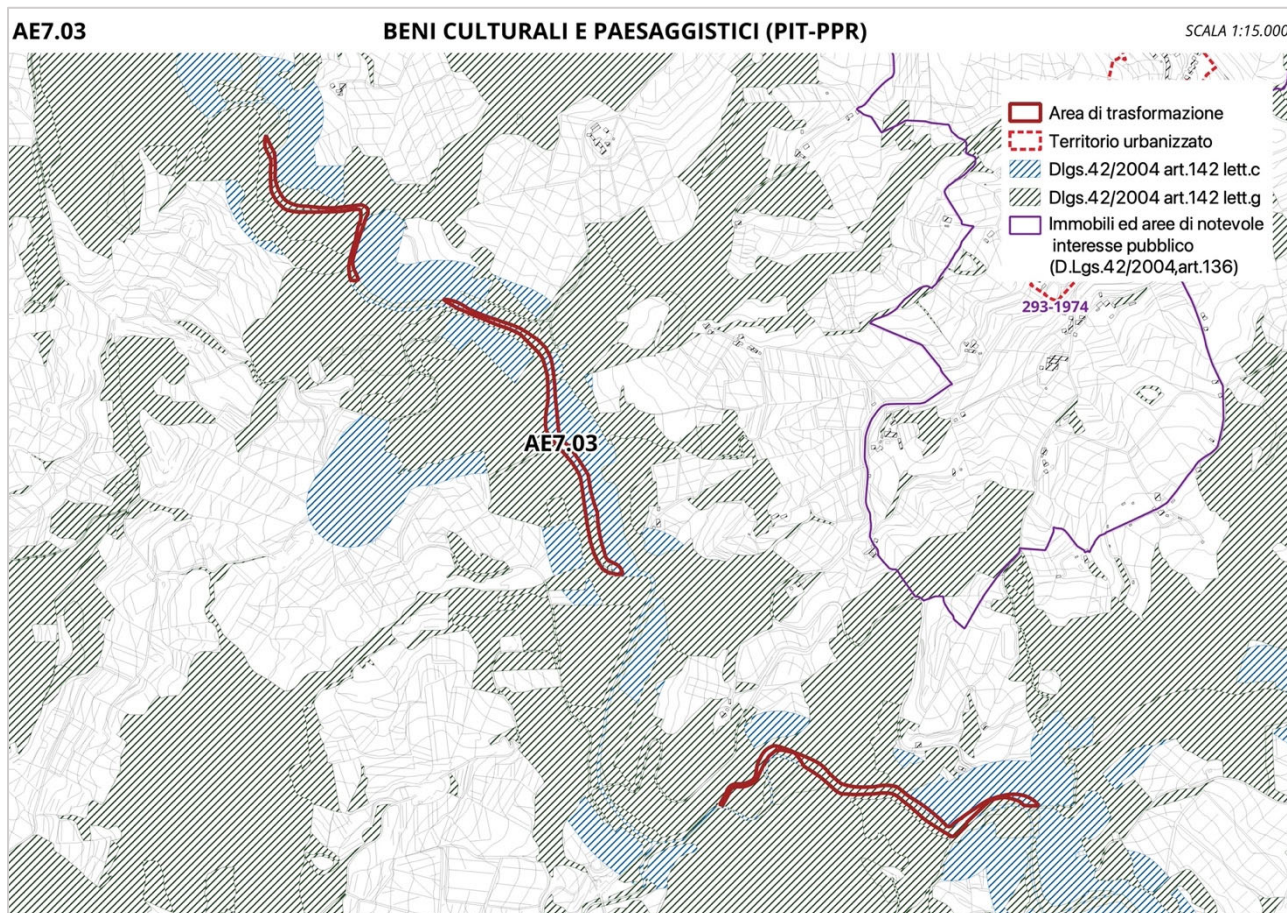 AE7.03
BENI CULTURALI E PAESAGGISTICI (PIT-PPR)
SCALA 1:15.000
Area di trasformazione
Territorio urbanizzato
Dlgs.42/2004 art.142 lett.c
Dlgs.42/2004 art.142 lett.g
Immobili ed aree di notevole
interesse pubblico
(D.Lgs.42/2004,art.136)
293-1974
AE7.03